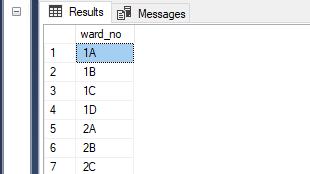 Results Messages
ward_no
1 1A
2 1B
3 1C
4 1D
5 2A
6 2B
7 2C